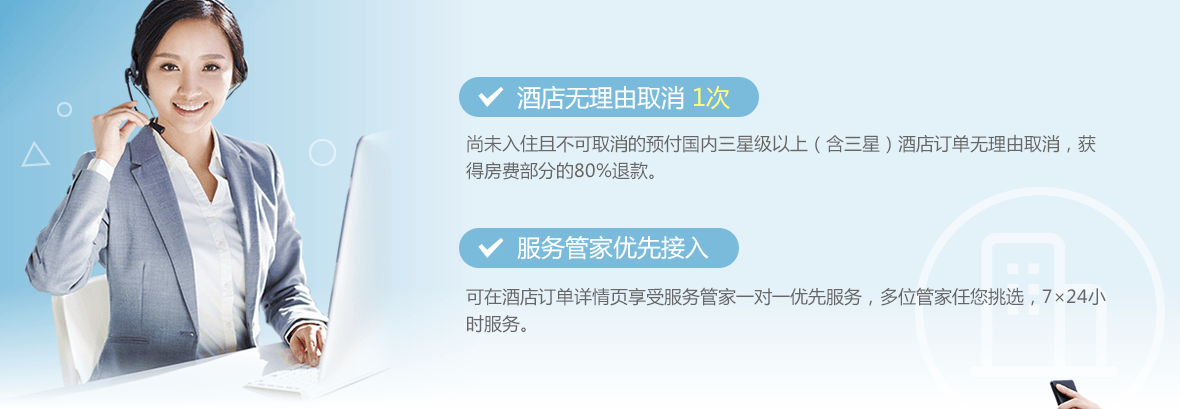 酒店无理由取消 1次
尚未入住且不可取消的预付国内三星级以上（含三星）酒店订单无理由取消，获
得房费部分的80%退款。
服务管家优先接入
可在酒店订单详情页享受服务管家一对一优先服务，多位管家任您挑选，7×24小
时服务。